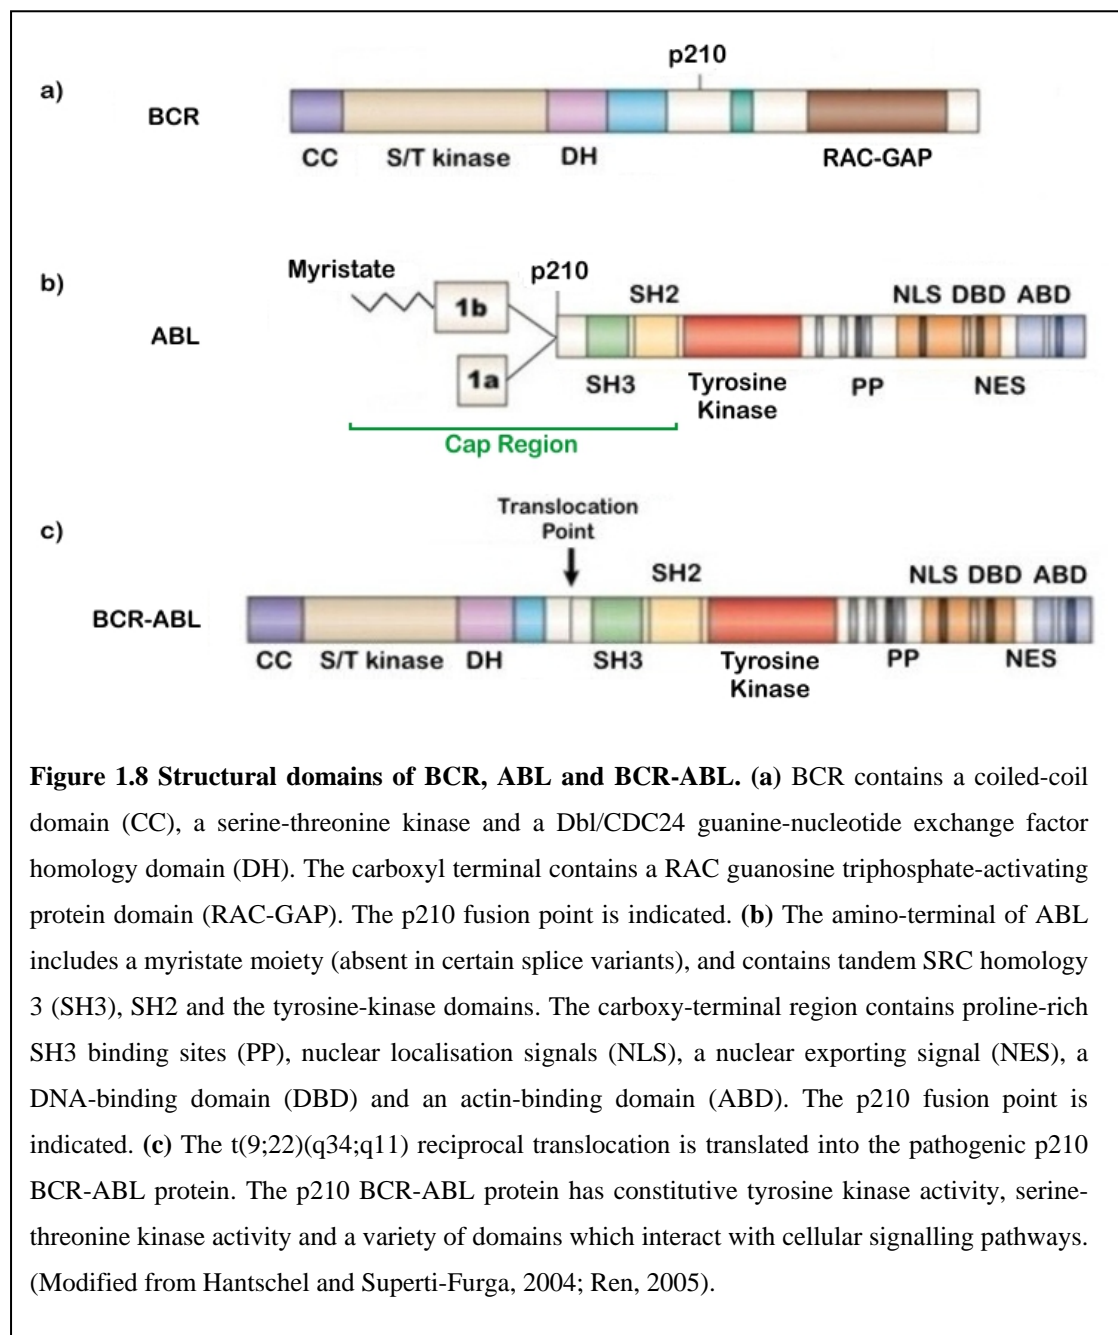 a)
p210
BCR
CC S/T kinase DH RAC-GAP
b)
Myristate p210
1b SH2 NLS DBD ABD
ABL
1a SH3 Tyrosine Kinase PP NES
Cap Region
c)
Translocation
Point
SH2 NLS DBD ABD
BCR-ABL
CC S/T kinase DH SH3 Tyrosine Kinase PP NES
Figure 1.8 Structural domains of BCR, ABL and BCR-ABL. (a) BCR contains a coiled-coil
domain (CC), a serine-threonine kinase and a Dbl/CDC24 guanine-nucleotide exchange factor
homology domain (DH). The carboxyl terminal contains a RAC guanosine triphosphate-activating
protein domain (RAC-GAP). The p210 fusion point is indicated. (b) The amino-terminal of ABL
includes a myristate moiety (absent in certain splice variants), and contains tandem SRC homology
3 (SH3), SH2 and the tyrosine-kinase domains. The carboxy-terminal region contains proline-rich
SH3 binding sites (PP), nuclear localisation signals (NLS), a nuclear exporting signal (NES), a
DNA-binding domain (DBD) and an actin-binding domain (ABD). The p210 fusion point is
indicated. (c) The t(9;22)(q34;q11) reciprocal translocation is translated into the pathogenic p210
BCR-ABL protein. The p210 BCR-ABL protein has constitutive tyrosine kinase activity, serine-
threonine kinase activity and a variety of domains which interact with cellular signalling pathways.
(Modified from Hantschel and Superti-Furga, 2004; Ren, 2005).